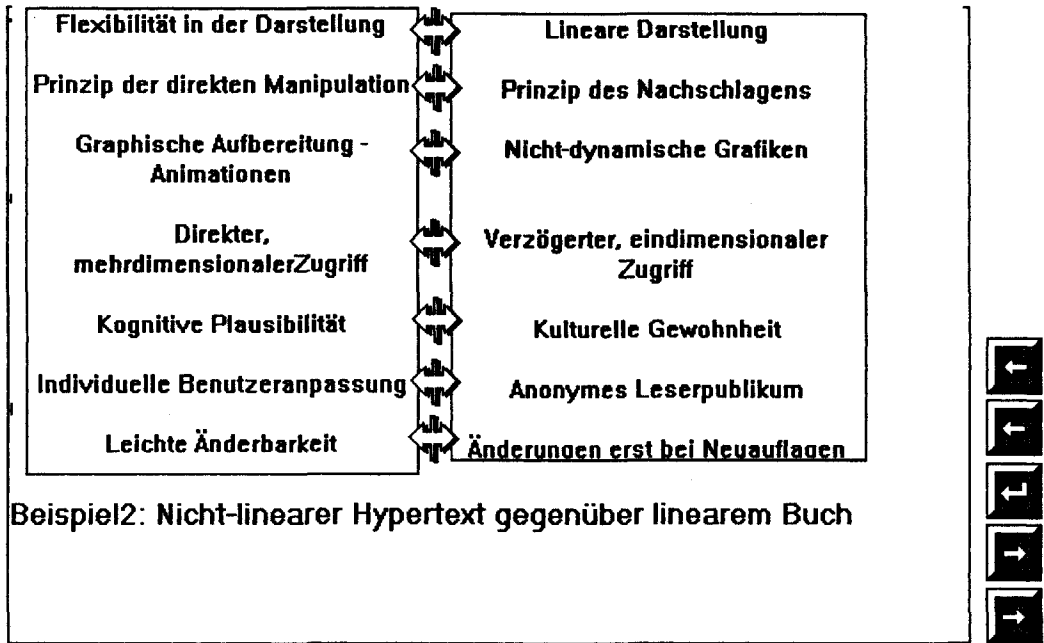 Flexibilität in der Darstellung
Lineare Darstellung
Prinzip der direkten Manipulation
Prinzip des Nachschlagens
Graphische Aufbereitung -
Animationen
Nicht-dynamische Grafiken
Direkter,
mehrdimensionalerZugriff
Verzögerter, eindimensionaler
Zugriff
Kognitive Plausibilität
Kulturelle Gewohnheit
Individuelle Benutzeranpassung
Anonymes Leserpublikum
Leichte Änderbarkeit
Änderungen erst bei Neuauflagen
Beispiel2: Nicht-linearer Hypertext gegenüber linearem Buch